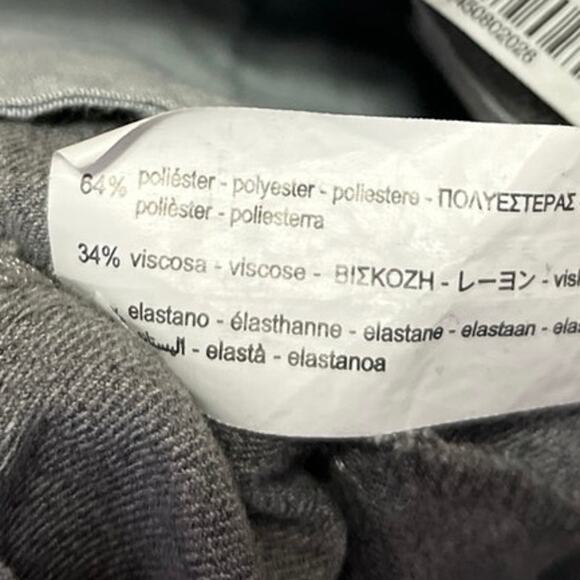 64% poliéster - polyester - poliestere - ΠΟΛΥΕΣΤΕΡΑΣ -
polièster - poliesterra
34% viscosa - viscose - ΒΙΣΚΟΖΗ - レーヨン -
elastano - élasthanne - elastane - elastaan -
- elastà - elastanoa